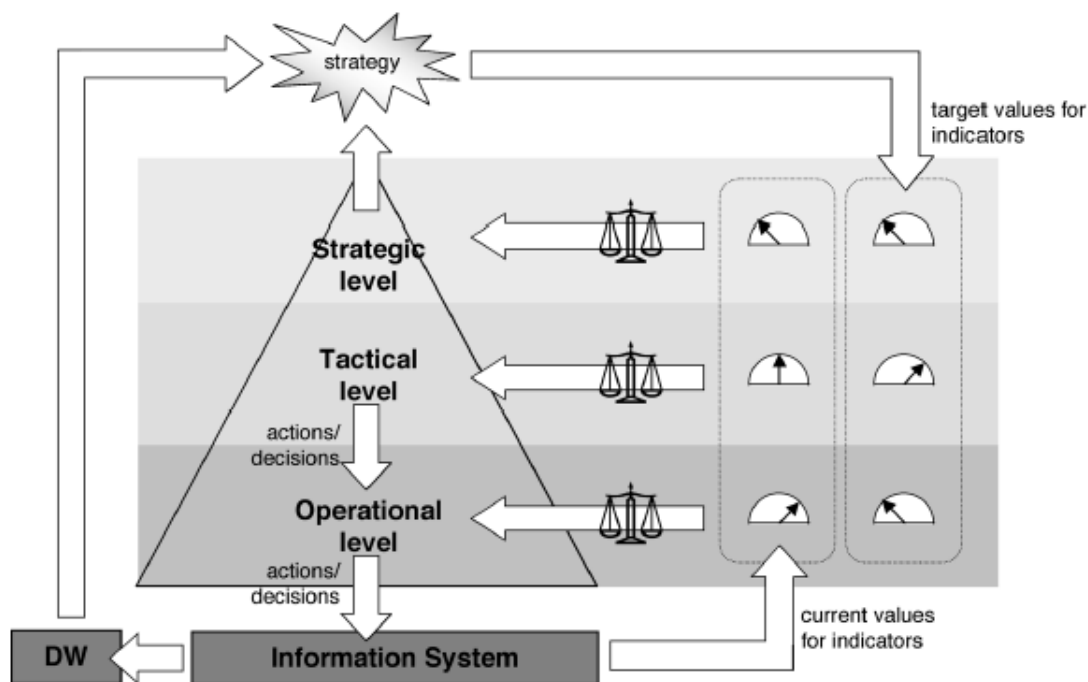 strategy
target values for
indicators
Strategic
level
Tactical
level
actions/
decisions
Operational
level
actions/
decisions
current values
for indicators
DW
Information System